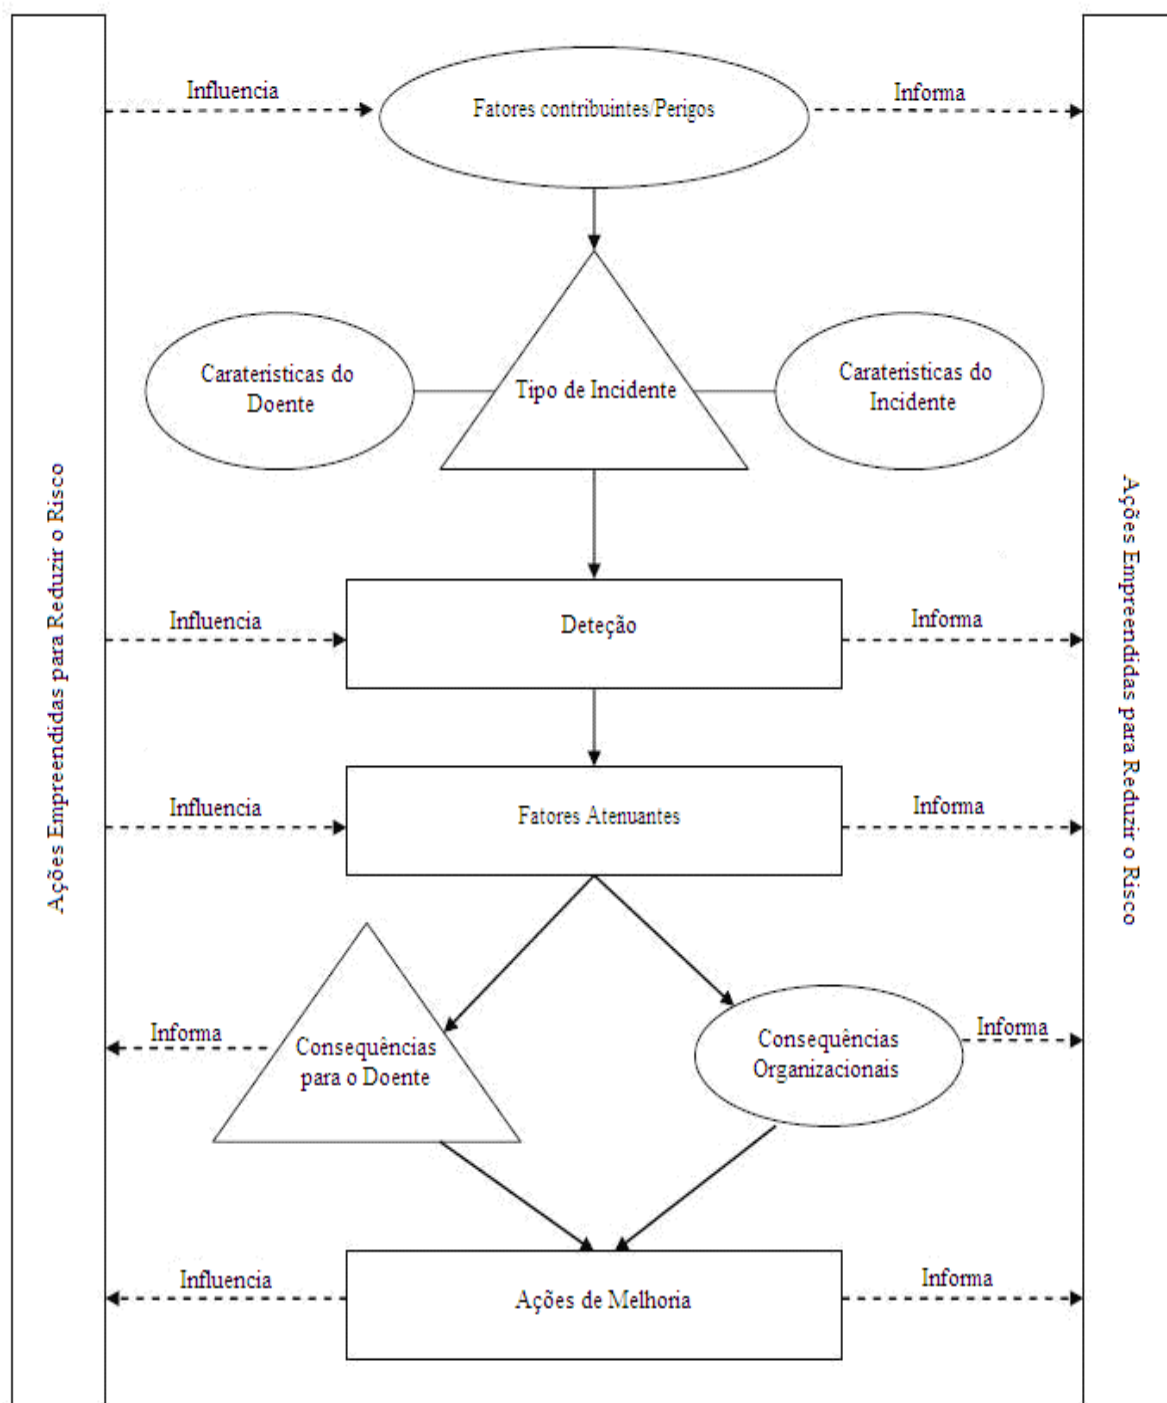 Influencia
Fatores contribuintes/Perigos
Informa
Carateristicas do
Doente
Tipo de Incidente
Carateristicas do
Incidente
Ações Empreendidas para Reduzir o Risco
Ações Empreendidas para Reduzir o Risco
Influencia
Deteção
Informa
Influencia
Fatores Atenuantes
Informa
Informa
Consequências
para o Doente
Consequências
Organizacionais
Informa
Influencia
Ações de Melhoria
Informa